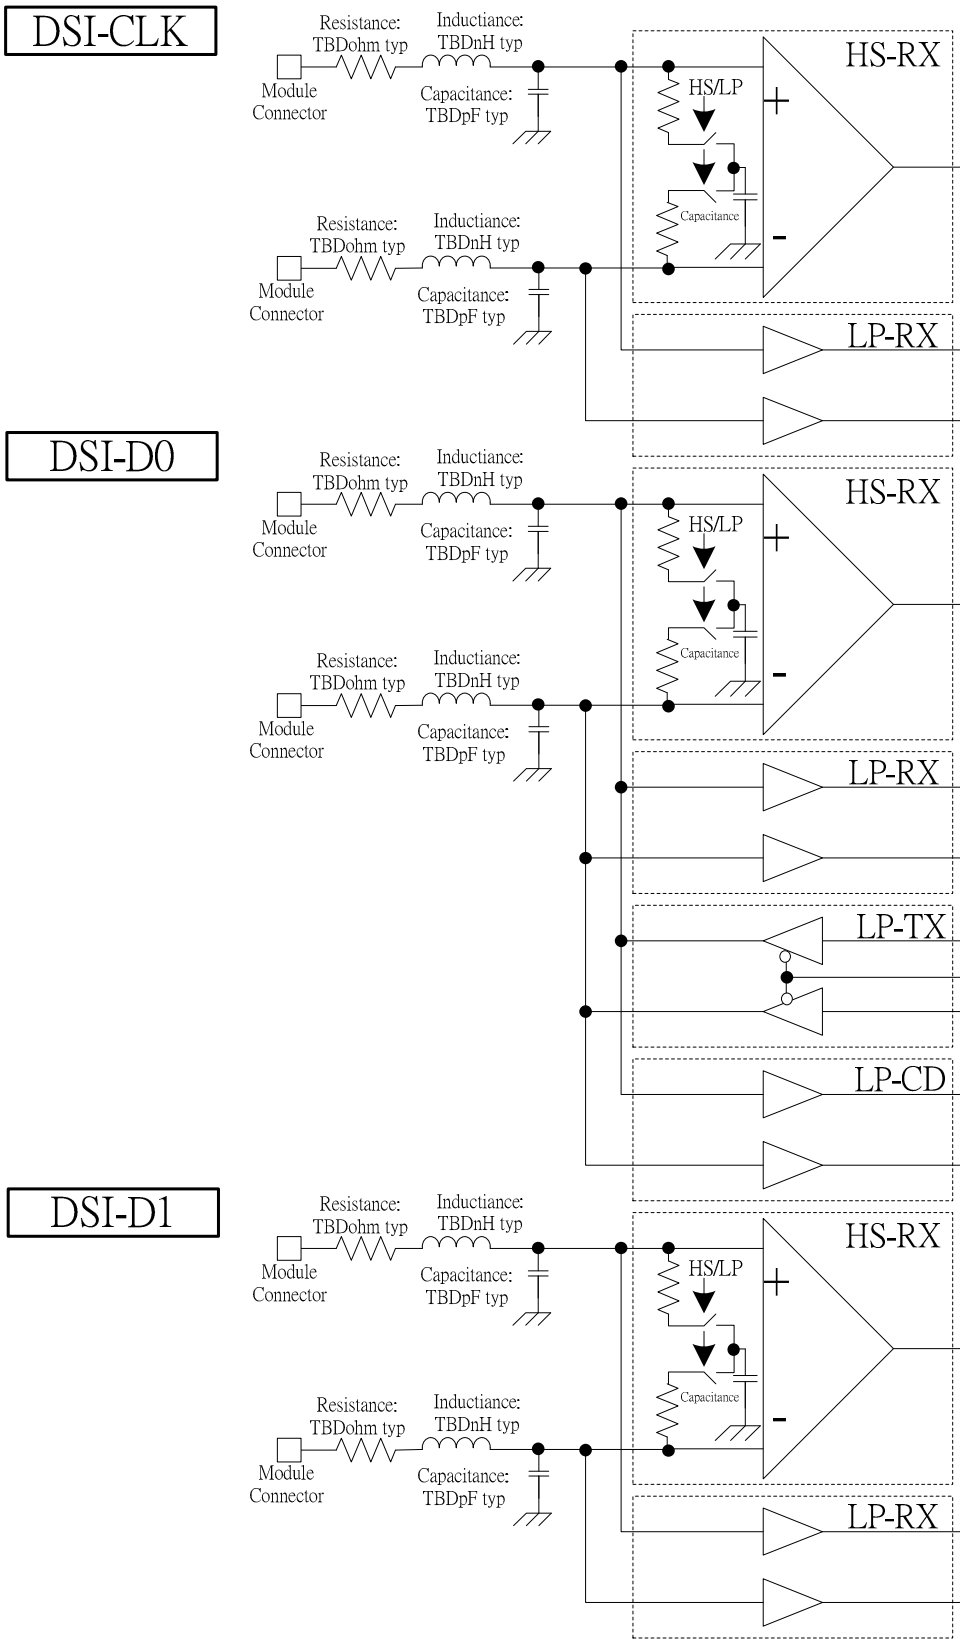 DSI-CLK
Resistance:
TBDohm typ
Inductiance:
TBDnH typ
Module
Connector
Capacitance:
TBDpF typ
HS-RX
HS/LP
+
Capacitance
-
Resistance:
TBDohm typ
Inductiance:
TBDnH typ
Module
Connector
Capacitance:
TBDpF typ
LP-RX
DSI-D0
Resistance:
TBDohm typ
Inductiance:
TBDnH typ
Module
Connector
Capacitance:
TBDpF typ
HS-RX
HS/LP
+
Capacitance
-
Resistance:
TBDohm typ
Inductiance:
TBDnH typ
Module
Connector
Capacitance:
TBDpF typ
LP-RX
LP-TX
LP-CD
DSI-D1
Resistance:
TBDohm typ
Inductiance:
TBDnH typ
Module
Connector
Capacitance:
TBDpF typ
HS-RX
HS/LP
+
Capacitance
-
Resistance:
TBDohm typ
Inductiance:
TBDnH typ
Module
Connector
Capacitance:
TBDpF typ
LP-RX